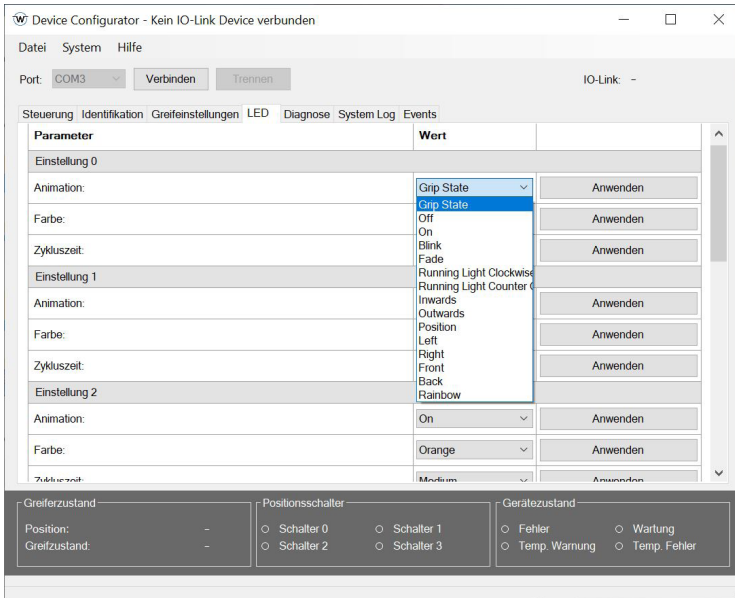 W Device Configurator - Kein IO-Link Device verbunden
Datei System Hilfe
Port: COM3 Verbinden Trennen IO-Link: -
Steuerung Identifikation Greifeinstellungen LED Diagnose System Log Events
Parameter Wert
Einstellung 0
Animation: Grip State Anwenden
Grip State
Farbe: Anwenden
Off
On
Zykluszeit: Anwenden
Blink
Fade
Einstellung 1
Running Light Clockwise
Running Light Counter
Animation: Anwenden
Inwards
Outwards
Farbe: Anwenden
Position
Left
Zykluszeit: Anwenden
Right
Front
Einstellung 2
Back
Rainbow
Animation: On Anwenden
Farbe: Orange Anwenden
Zykluszeit: Medium Anwenden
Greiferzustand Positionsschalter Gerätezustand
Position: - Schalter 0 Schalter 1 Fehler Wartung
Greifzustand: - Schalter 2 Schalter 3 Temp. Warnung Temp. Fehler